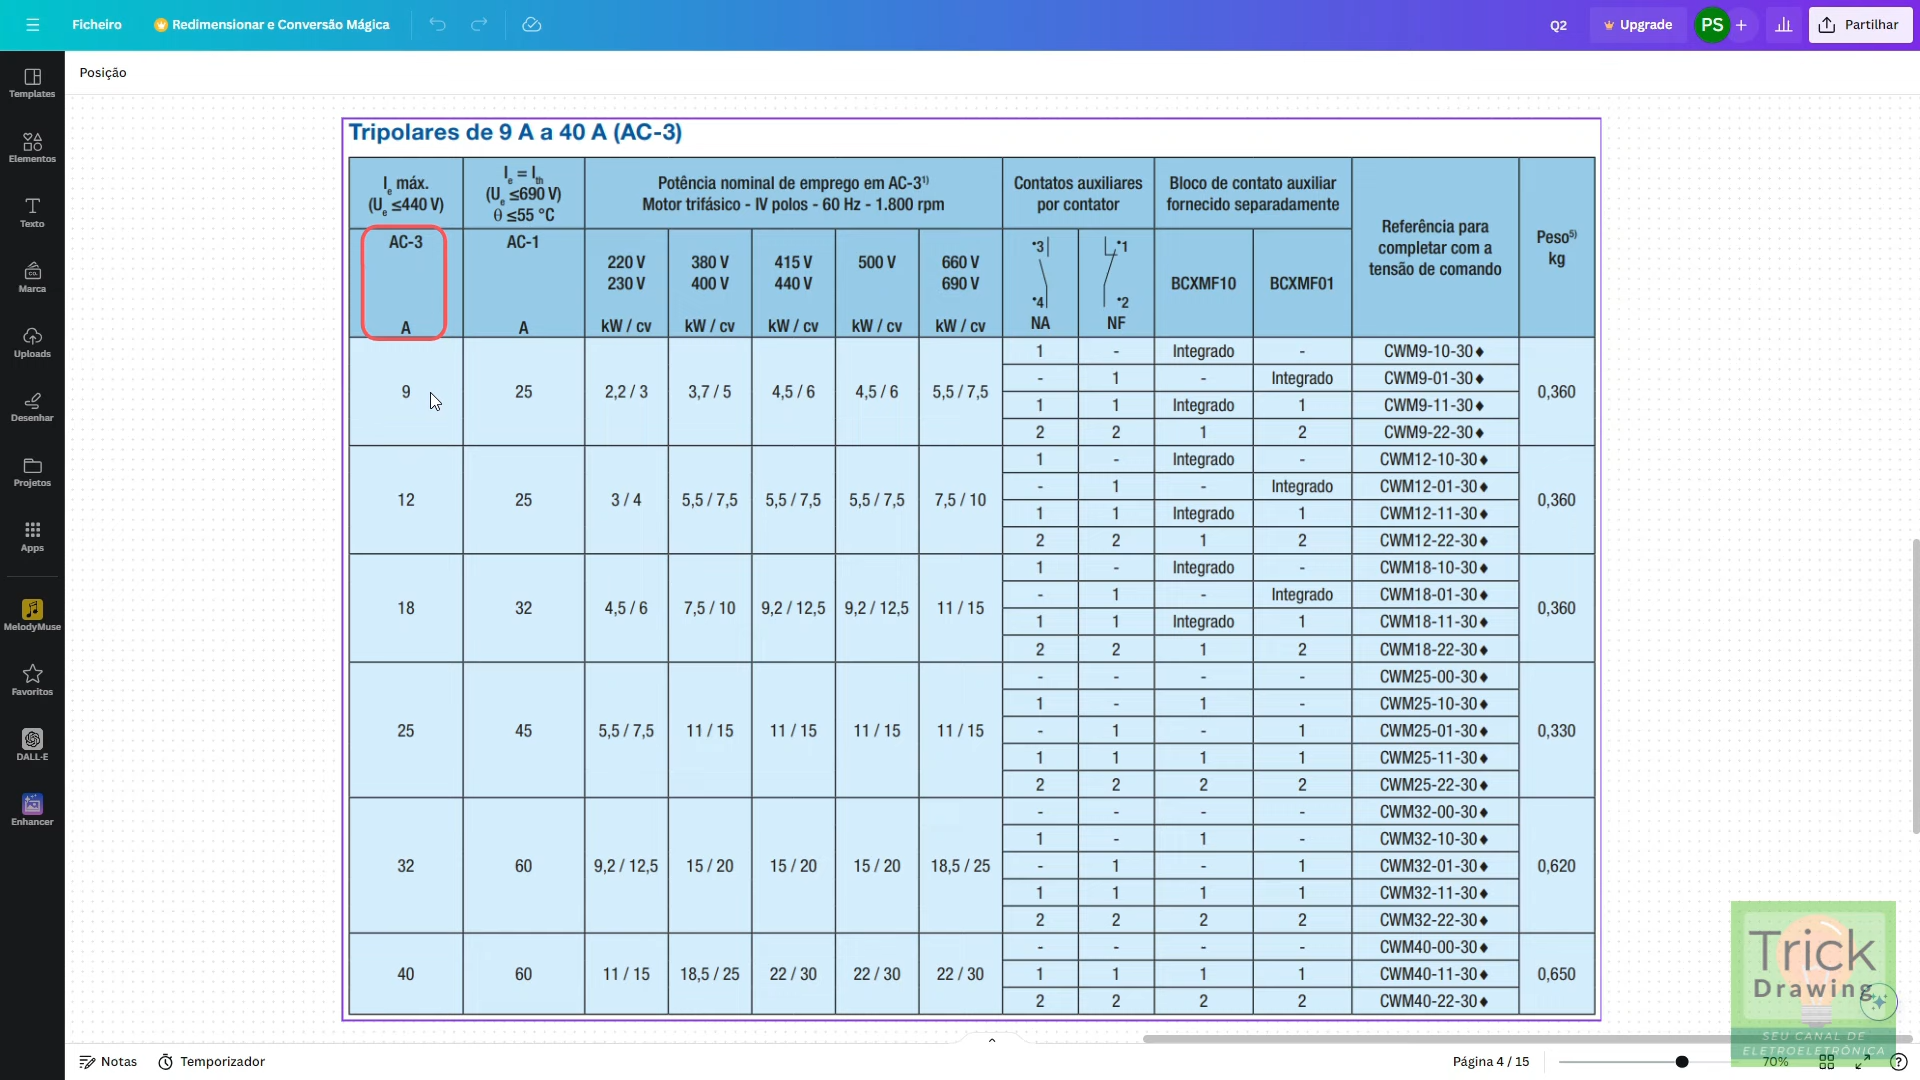 Ficheiro
Redimensionar e Conversão Mágica
Q2
Upgrade
PS
Partilhar
Templates
Elementos
Texto
Marca
Uploads
Desenhar
Projetos
Apps
MelodyMuse
Favoritos
DALL-E
Enhancer
Posição
Tripolares de 9 A a 40 A (AC-3)
Ie máx. (Ue ≤440 V)
Ie = Ith (Ue ≤690 V) θ ≤55 °C
Potência nominal de emprego em AC-3¹⁾
Motor trifásico - IV polos - 60 Hz - 1.800 rpm
Contatos auxiliares por contator
Bloco de contato auxiliar fornecido separadamente
Referência para completar com a tensão de comando
Peso⁵⁾ kg
AC-3 A
AC-1 A
220 V 230 V kW / cv
380 V 400 V kW / cv
415 V 440 V kW / cv
500 V kW / cv
660 V 690 V kW / cv
•3 •4 NA
•1 •2 NF
BCXMF10
BCXMF01
9 25 2,2 / 3 3,7 / 5 4,5 / 6 4,5 / 6 5,5 / 7,5 0,360
1 - Integrado - CWM9-10-30♦
- 1 - Integrado CWM9-01-30♦
1 1 Integrado 1 CWM9-11-30♦
2 2 1 2 CWM9-22-30♦
12 25 3 / 4 5,5 / 7,5 5,5 / 7,5 5,5 / 7,5 7,5 / 10 0,360
1 - Integrado - CWM12-10-30♦
- 1 - Integrado CWM12-01-30♦
1 1 Integrado 1 CWM12-11-30♦
2 2 1 2 CWM12-22-30♦
18 32 4,5 / 6 7,5 / 10 9,2 / 12,5 9,2 / 12,5 11 / 15 0,360
1 - Integrado - CWM18-10-30♦
- 1 - Integrado CWM18-01-30♦
1 1 Integrado 1 CWM18-11-30♦
2 2 1 2 CWM18-22-30♦
25 45 5,5 / 7,5 11 / 15 11 / 15 11 / 15 11 / 15 0,330
- - - - CWM25-00-30♦
1 - 1 - CWM25-10-30♦
- 1 - 1 CWM25-01-30♦
1 1 1 1 CWM25-11-30♦
2 2 2 2 CWM25-22-30♦
32 60 9,2 / 12,5 15 / 20 15 / 20 15 / 20 18,5 / 25 0,620
- - - - CWM32-00-30♦
1 - 1 - CWM32-10-30♦
- 1 - 1 CWM32-01-30♦
1 1 1 1 CWM32-11-30♦
2 2 2 2 CWM32-22-30♦
40 60 11 / 15 18,5 / 25 22 / 30 22 / 30 22 / 30 0,650
- - - - CWM40-00-30♦
1 1 1 1 CWM40-11-30♦
2 2 2 2 CWM40-22-30♦
Trick
Drawing
SEU CANAL DE
ELETROELETRÔNICA
Notas
Temporizador
Página 4 / 15
70%